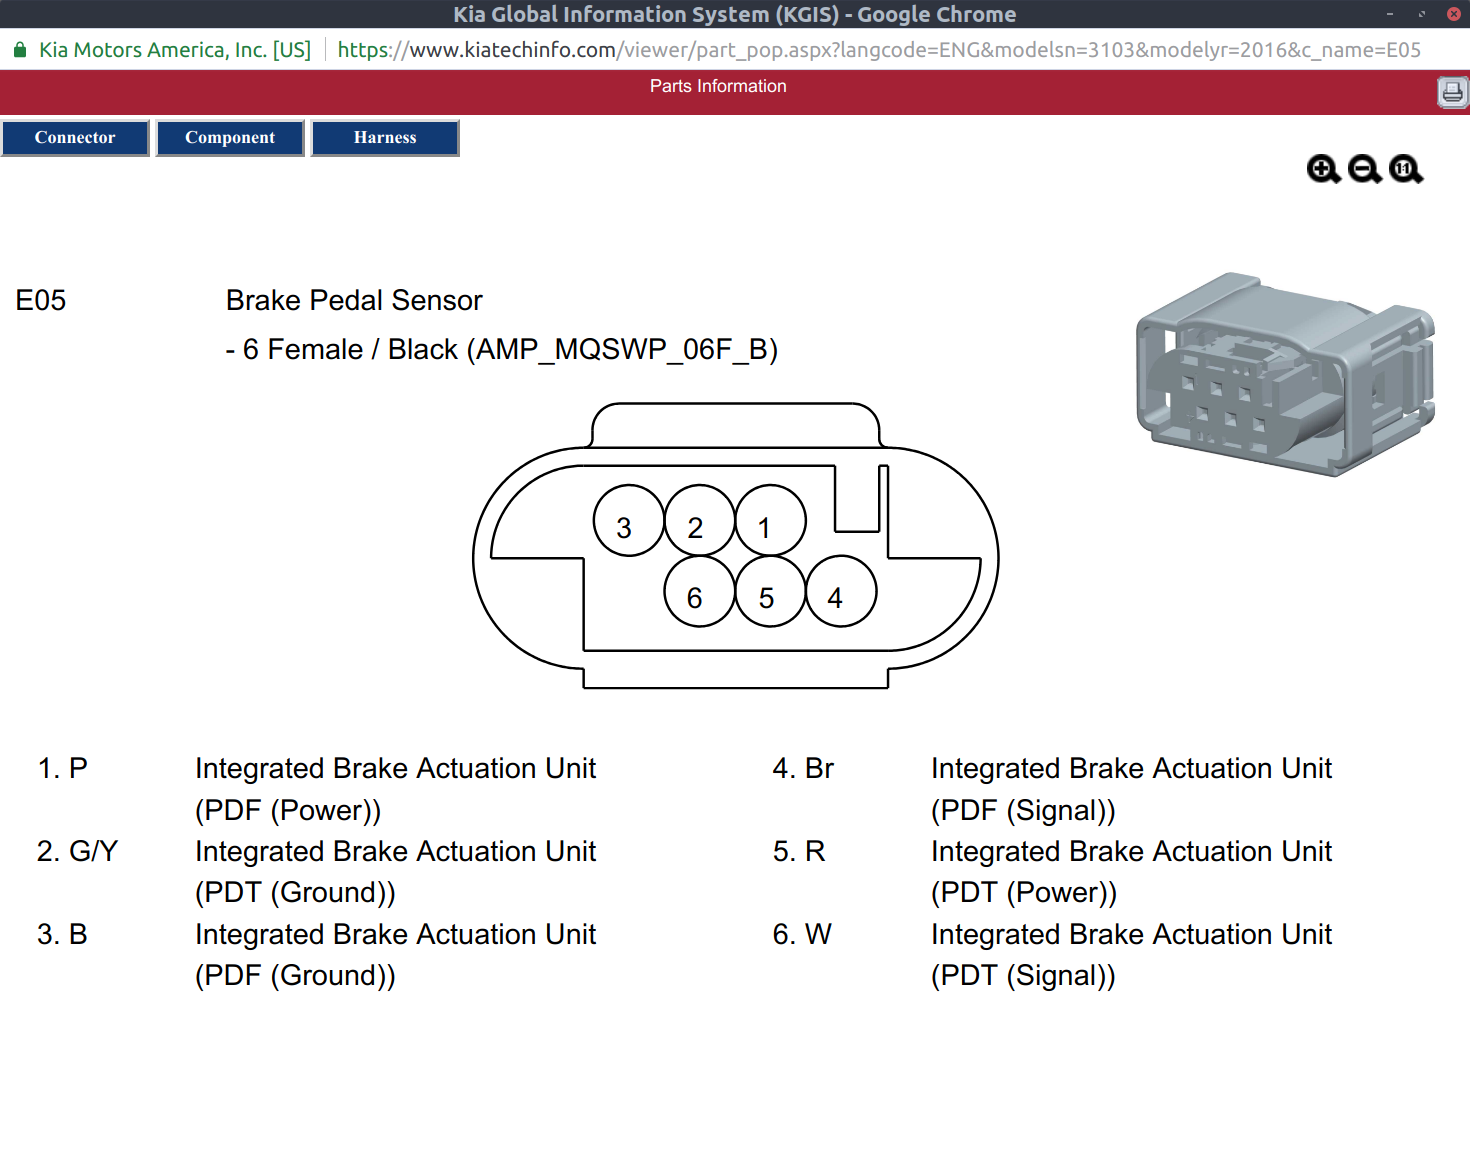 Kia Global Information System (KGIS) - Google Chrome
Kia Motors America, Inc. [US] https://www.kiatechinfo.com/viewer/part_pop.aspx?langcode=ENG&modelsn=3103&modelyr=2016&c_name=E05
Parts Information
Connector Component Harness
1:1
E05 Brake Pedal Sensor
- 6 Female / Black (AMP_MQSWP_06F_B)
3 2 1
6 5 4
1. P Integrated Brake Actuation Unit
(PDF (Power))
2. G/Y Integrated Brake Actuation Unit
(PDT (Ground))
3. B Integrated Brake Actuation Unit
(PDF (Ground))
4. Br Integrated Brake Actuation Unit
(PDF (Signal))
5. R Integrated Brake Actuation Unit
(PDT (Power))
6. W Integrated Brake Actuation Unit
(PDT (Signal))